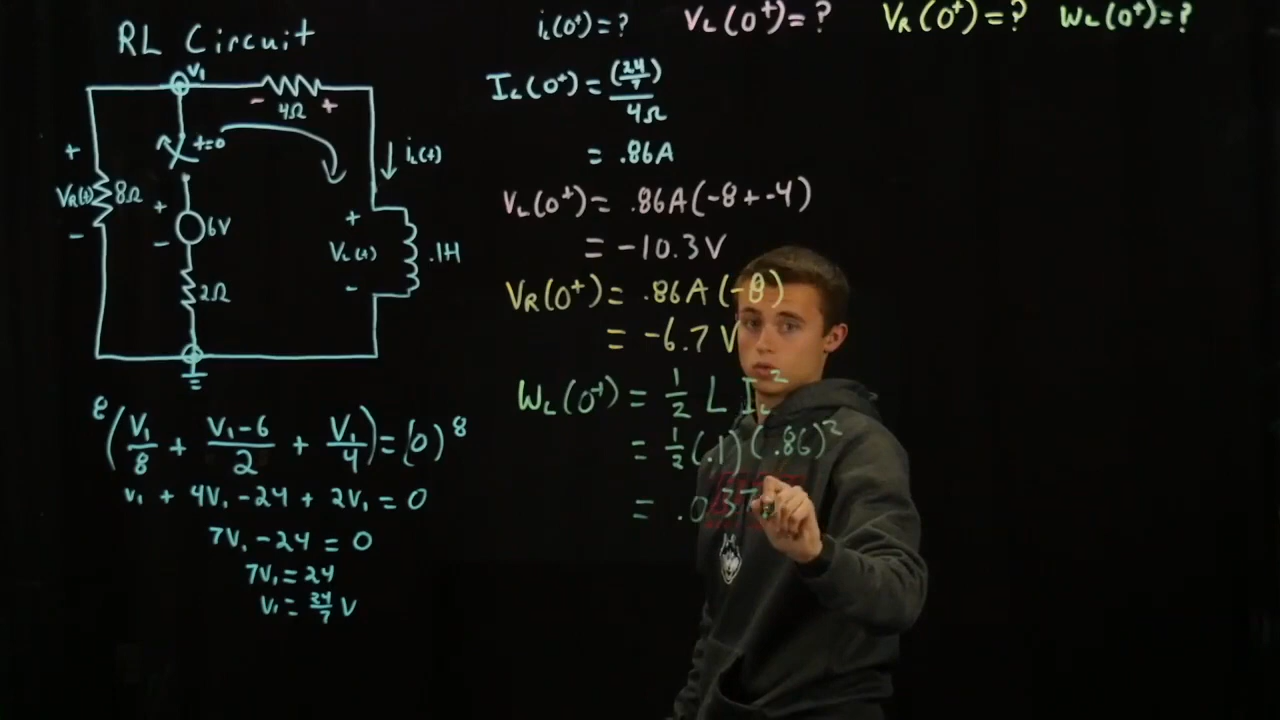 RL Circuit
iL(0⁺)=? VL(0⁺)=? VR(0⁺)=? WL(0⁺)=?
V₁
- 4Ω +
t=0
iL(t)
+
VR(t) 8Ω
-
+
6V
-
2Ω
+
VL(t) .1H
-
8(V₁/8 + V₁-6/2 + V₁/4)=(0)8
V₁ + 4V₁ -24 + 2V₁ = 0
7V₁ -24 = 0
7V₁ = 24
V₁ = 24/7 V
IL(0⁺) = (24/7)/4Ω
= .86A
VL(0⁺) = .86A(-8+-4)
= -10.3V
VR(0⁺) = .86A(-8)
= -6.7V
WL(0⁺) = 1/2 L IL²
= 1/2(.1)(.86)²
= .037